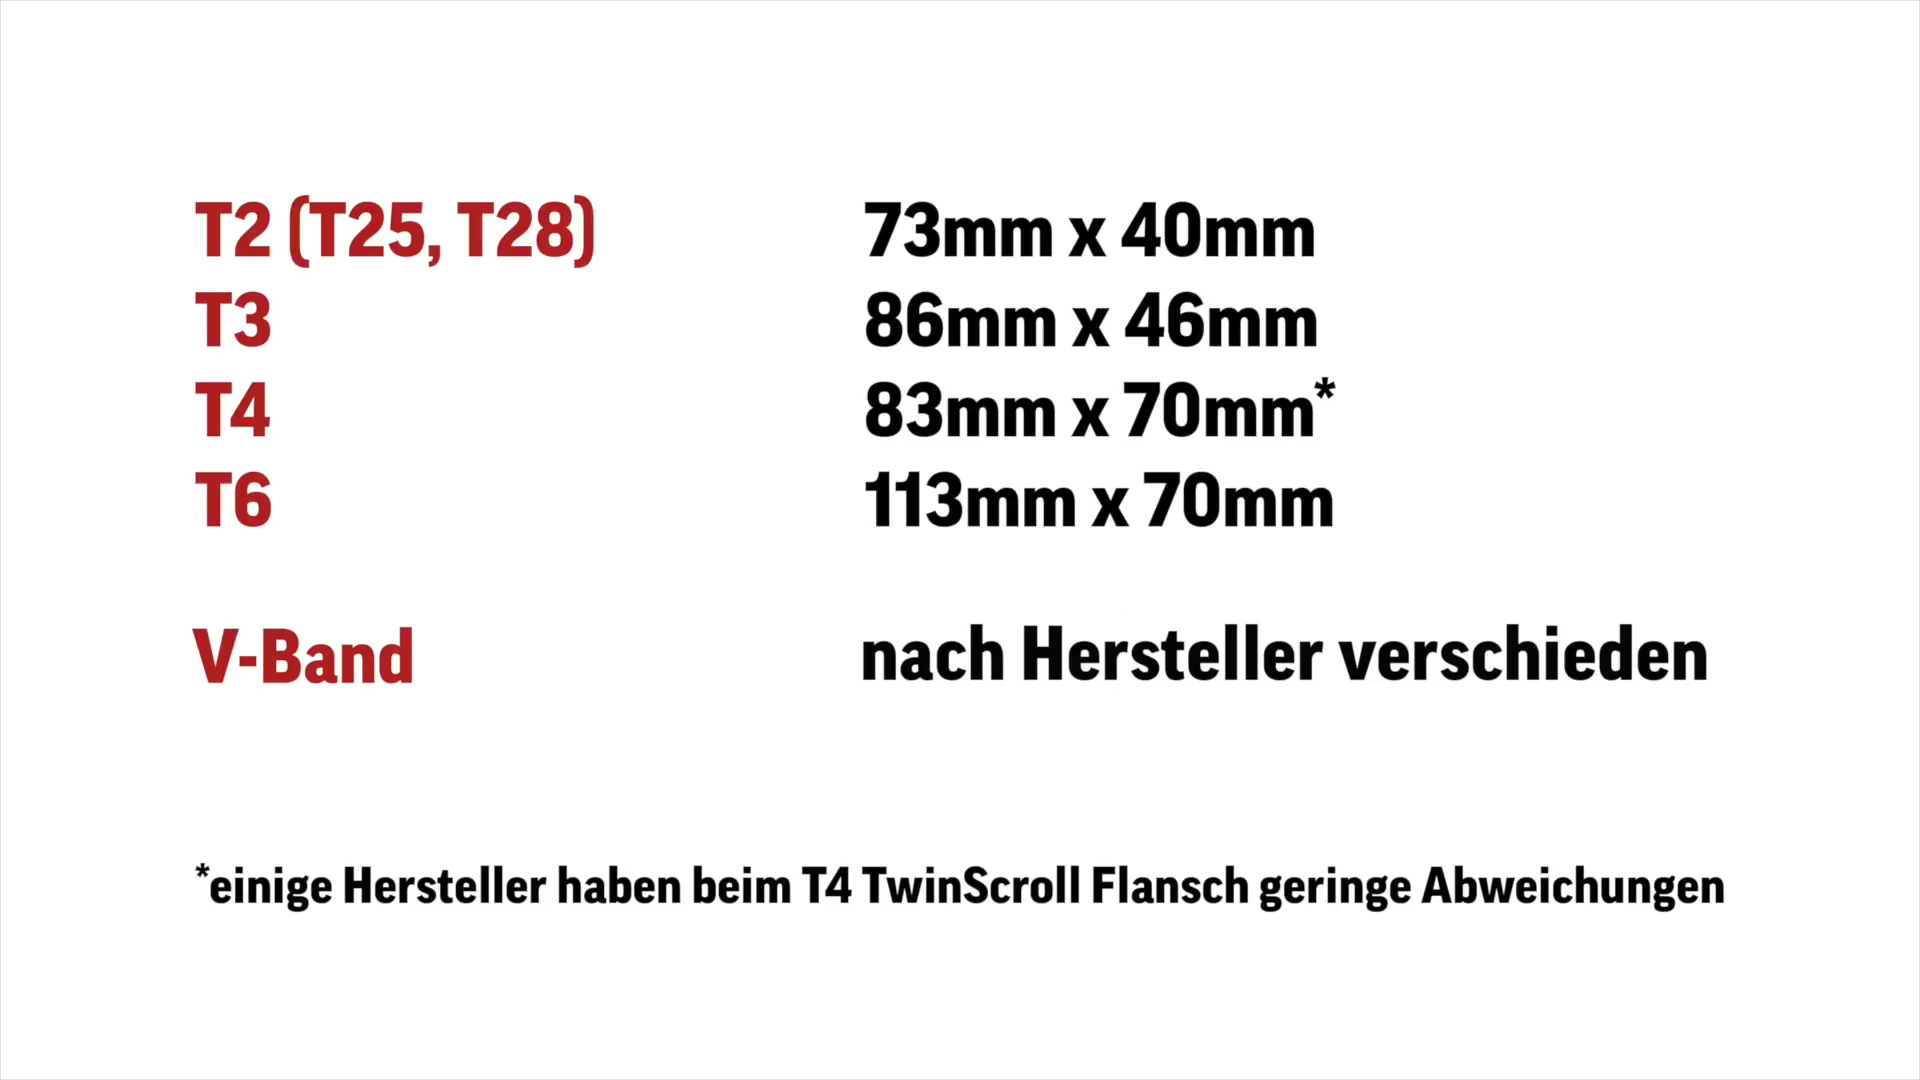 T2 (T25, T28) 73mm x 40mm
T3 86mm x 46mm
T4 83mm x 70mm*
T6 113mm x 70mm
V-Band nach Hersteller verschieden
*einige Hersteller haben beim T4 TwinScroll Flansch geringe Abweichungen